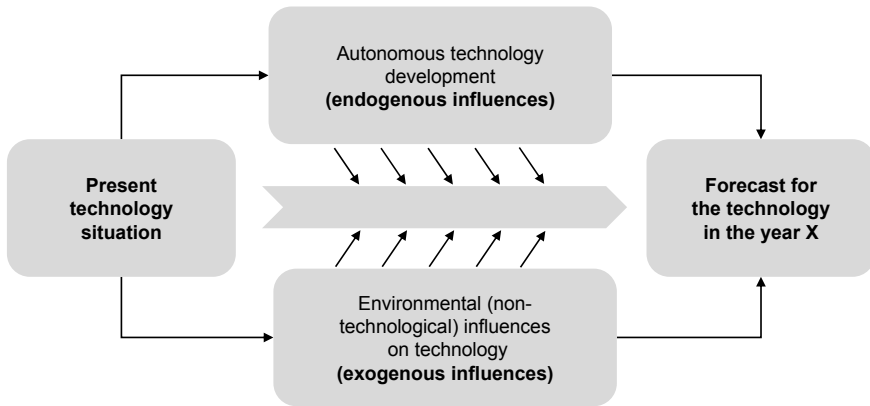 Autonomous technology
development
(endogenous influences)
Present
technology
situation
Forecast for
the technology
in the year X
Environmental (non-
technological) influences
on technology
(exogenous influences)